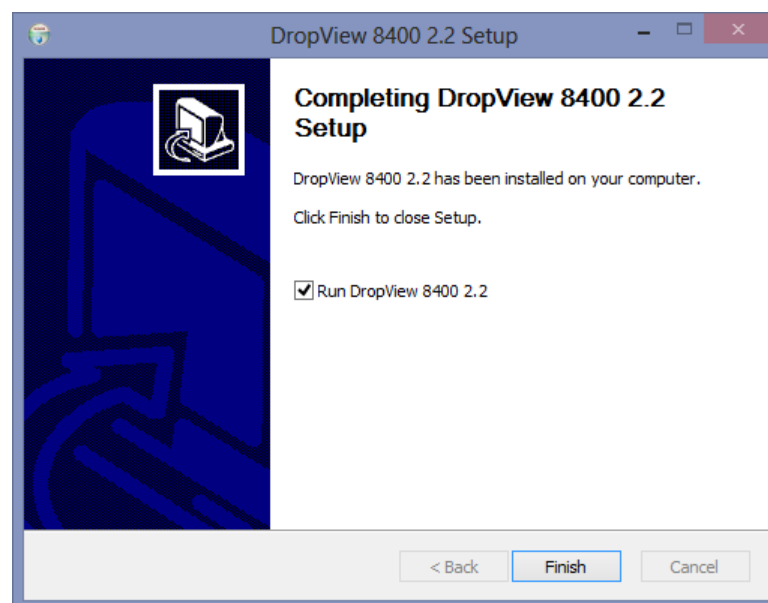 DropView 8400 2.2 Setup
Completing DropView 8400 2.2
Setup
DropView 8400 2.2 has been installed on your computer.
Click Finish to close Setup.
Run DropView 8400 2.2
< Back Finish Cancel